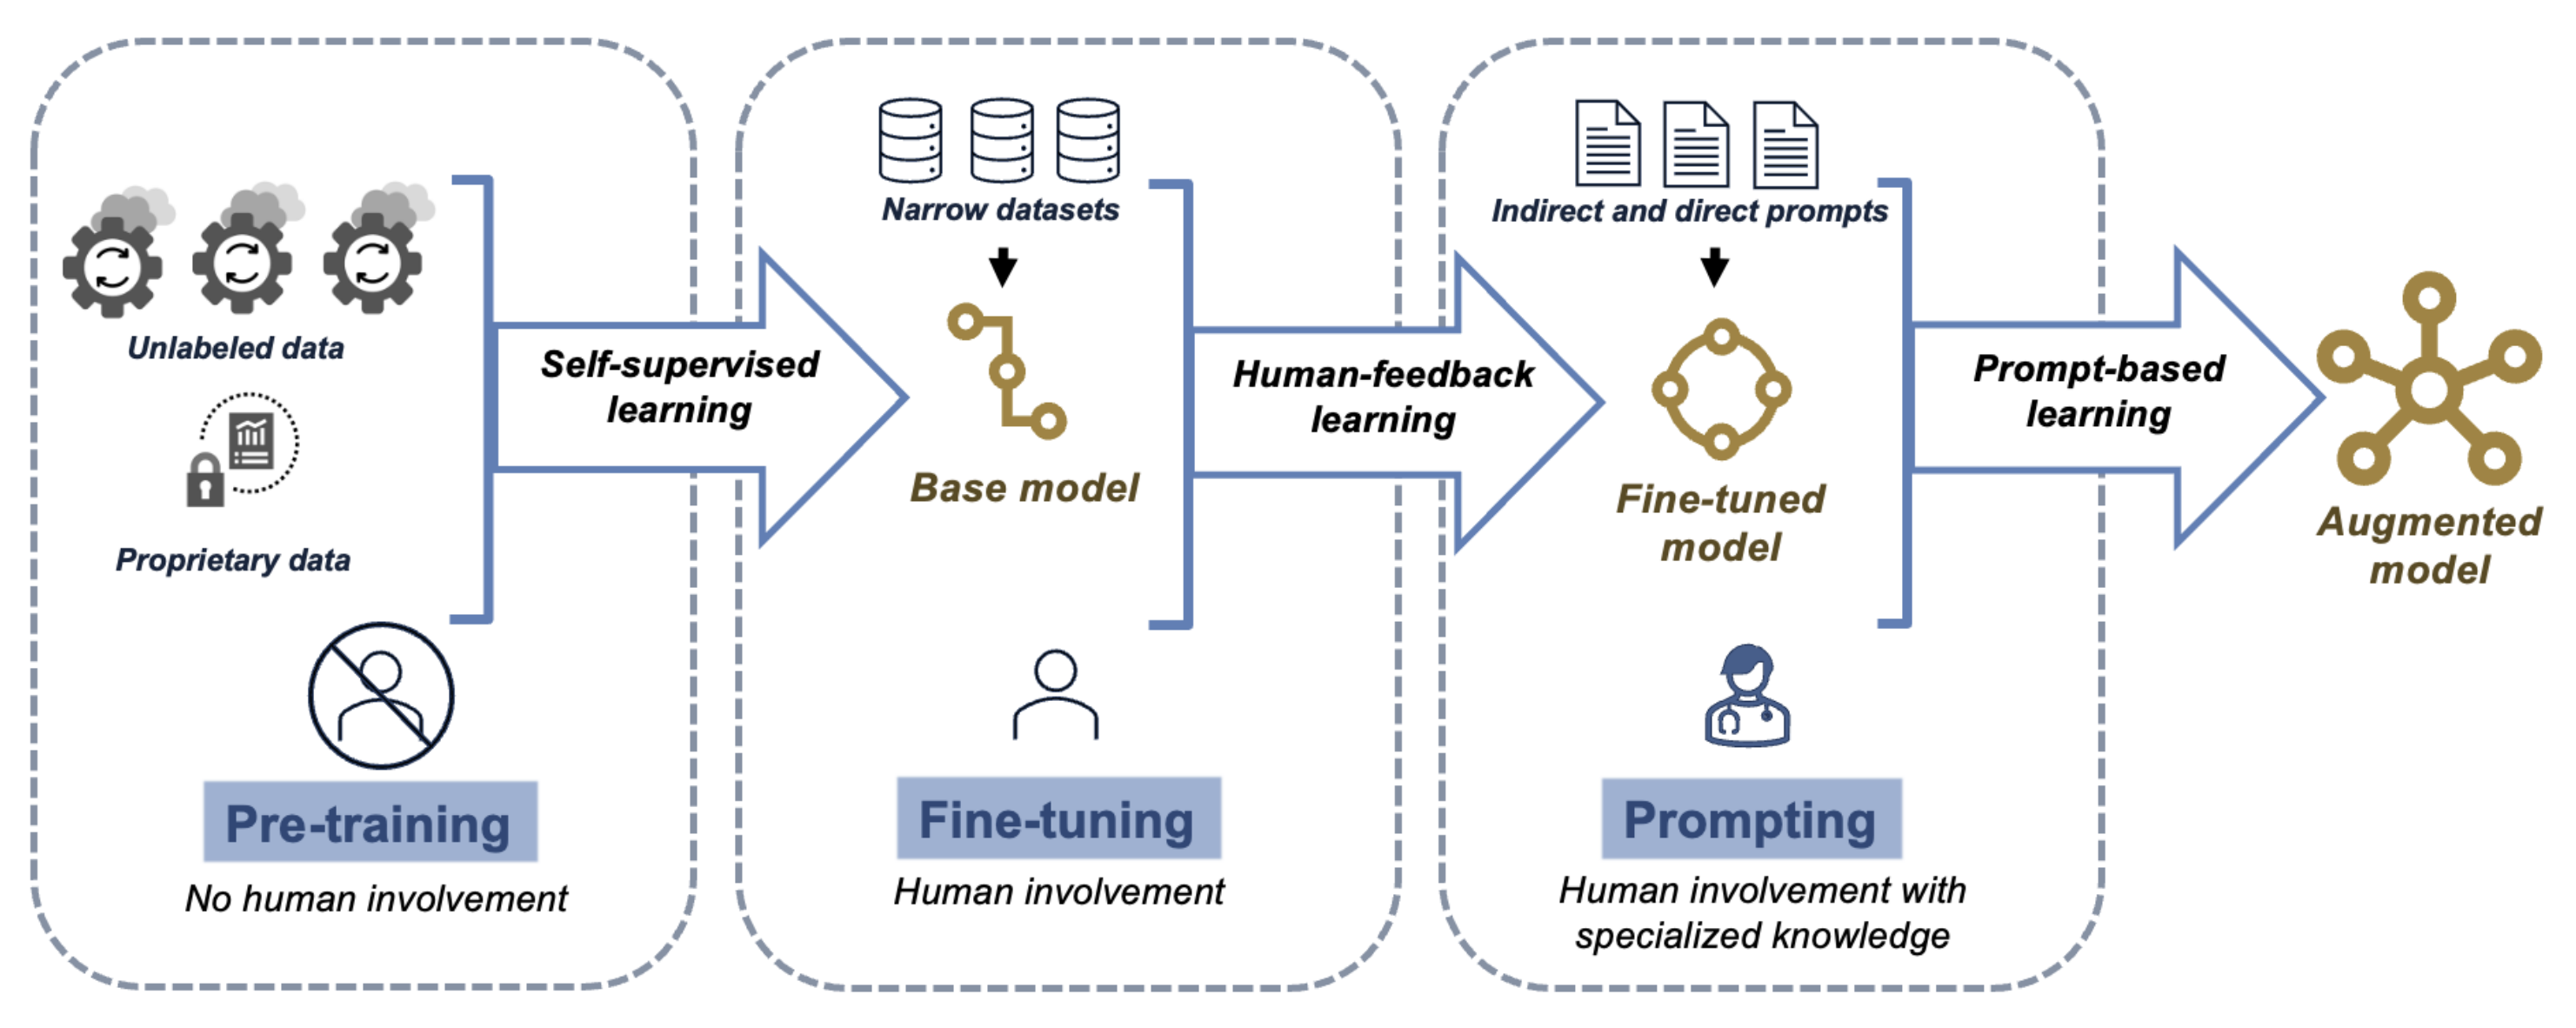 Unlabeled data
Proprietary data
Self-supervised
learning
Pre-training
No human involvement
Narrow datasets
Base model
Human-feedback
learning
Fine-tuning
Human involvement
Indirect and direct prompts
Fine-tuned
model
Prompt-based
learning
Prompting
Human involvement with
specialized knowledge
Augmented
model